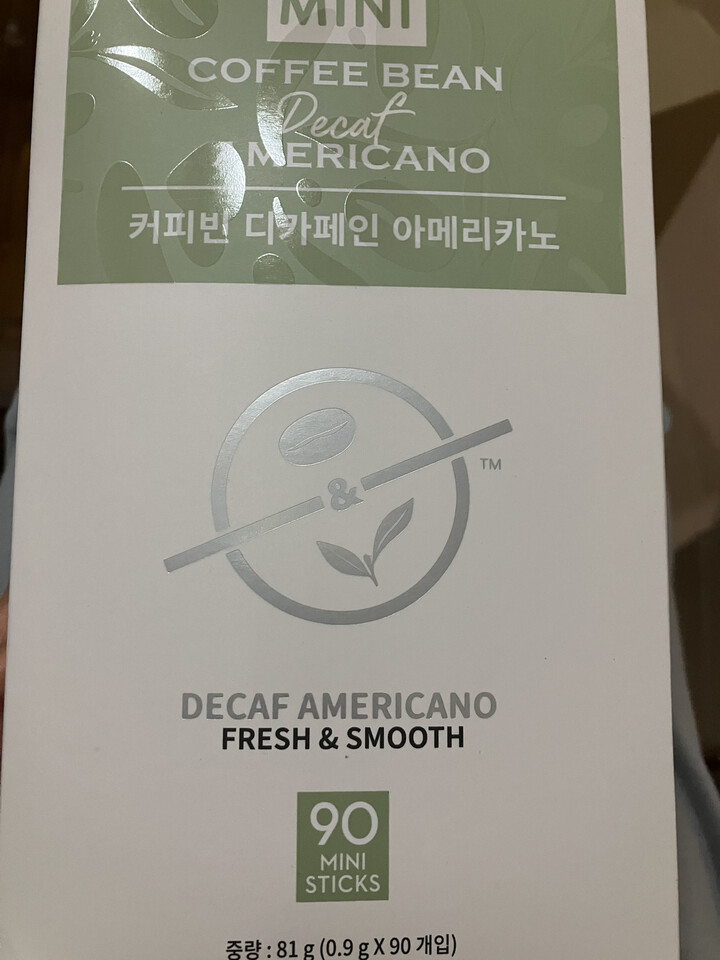 MINI
COFFEE BEAN
Decaf
AMERICANO
커피빈 디카페인 아메리카노
&
TM
DECAF AMERICANO
FRESH & SMOOTH
90
MINI
STICKS
중량 : 81 g (0.9 g X 90 개입)